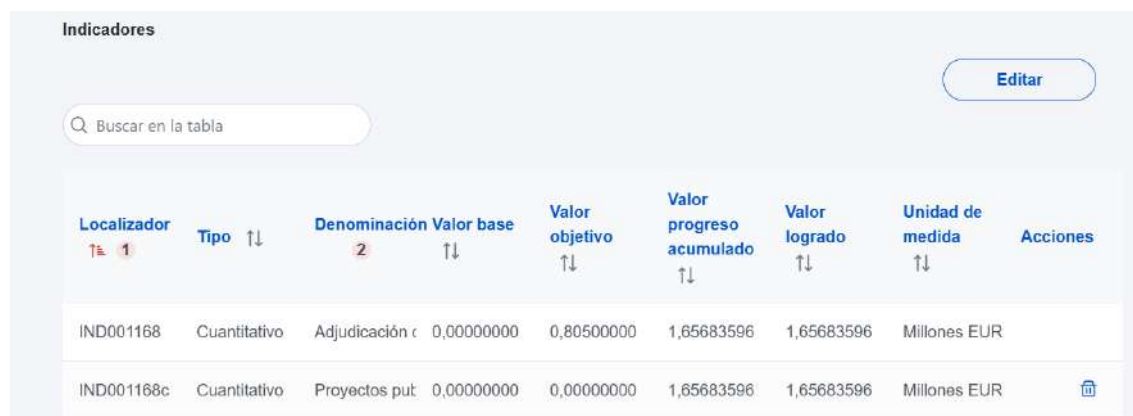 Indicadores
Editar
Buscar en la tabla
Localizador 1 Tipo Denominación 2 Valor base Valor objetivo Valor progreso acumulado Valor logrado Unidad de medida Acciones
IND001168 Cuantitativo Adjudicación 0,00000000 0,80500000 1,65683596 1,65683596 Millones EUR
IND001168c Cuantitativo Proyectos 0,00000000 0,00000000 1,65683596 1,65683596 Millones EUR